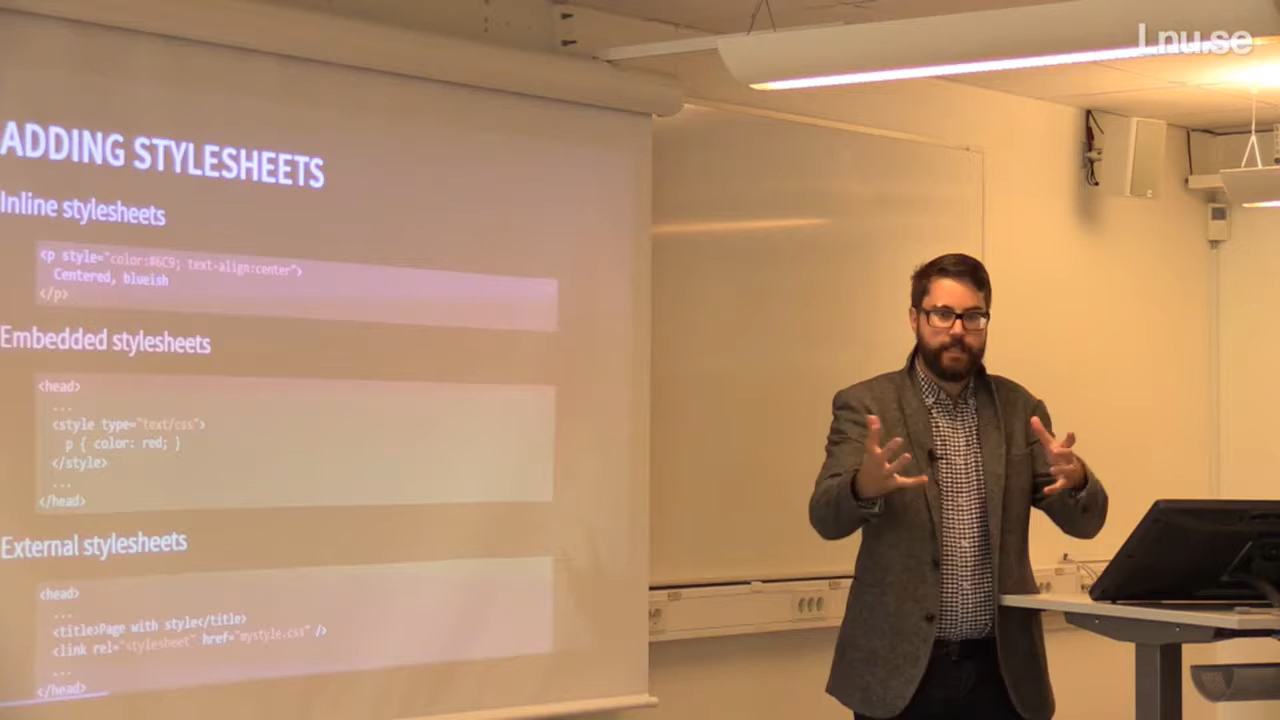 Lnu.se
ADDING STYLESHEETS
Inline stylesheets
<p style="color:#6C9; text-align:center">
Centered, blueish
</p>
Embedded stylesheets
<head>
...
<style type="text/css">
p { color: red; }
</style>
...
</head>
External stylesheets
<head>
...
<title>Page with style</title>
<link rel="stylesheet" href="mystyle.css" />
...
</head>